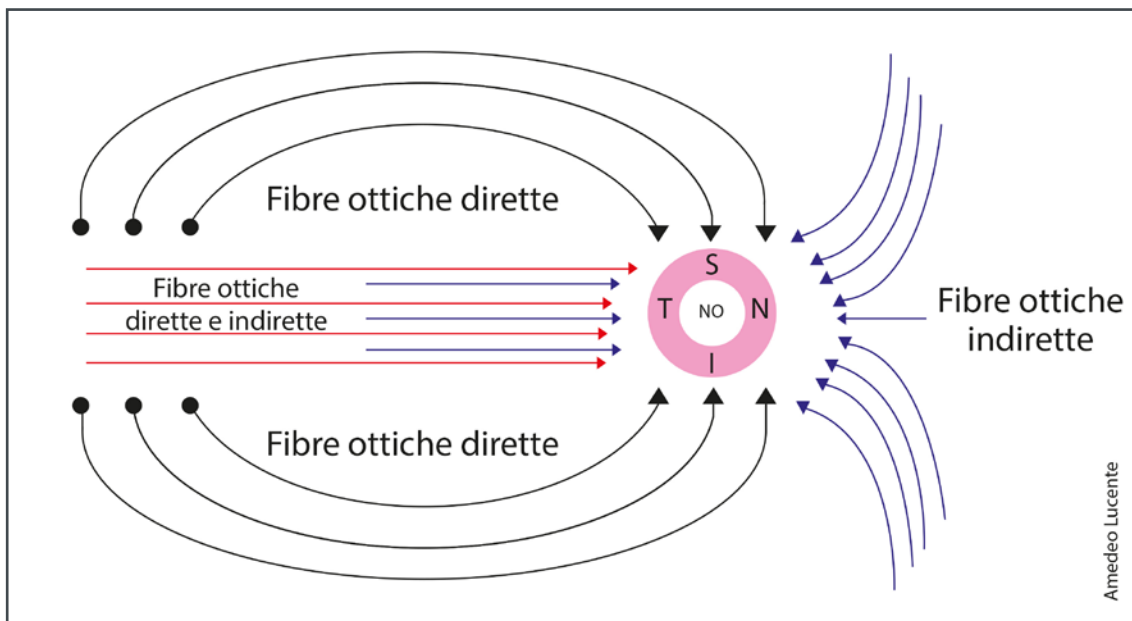 Fibre ottiche dirette
Fibre ottiche
dirette e indirette
S
T
NO
N
I
Fibre ottiche
indirette
Fibre ottiche dirette
Amedeo Lucente